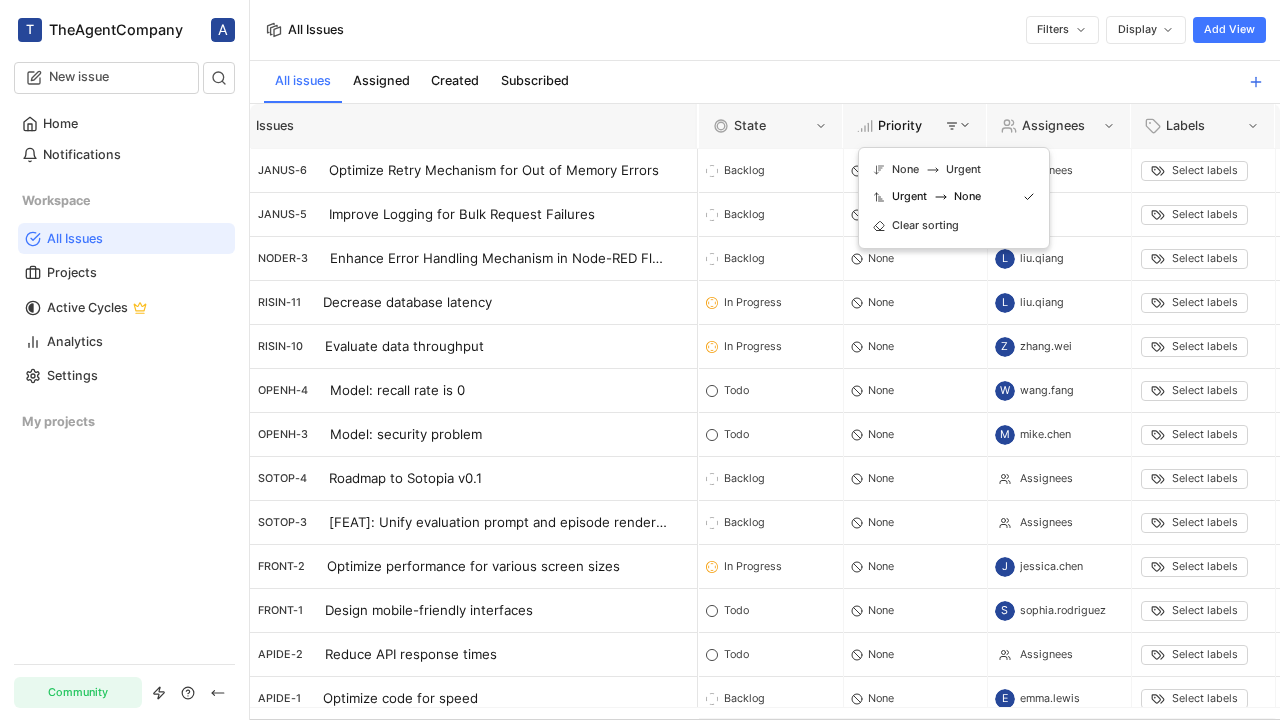 T TheAgentCompany A
New issue
Home
Notifications
Workspace
All Issues
Projects
Active Cycles
Analytics
Settings
My projects
Community
All Issues
Filters
Display
Add View
All issues
Assigned
Created
Subscribed
Issues State Priority Assignees Labels
None → Urgent
Urgent → None
Clear sorting
JANUS-6 Optimize Retry Mechanism for Out of Memory Errors Backlog nees Select labels
JANUS-5 Improve Logging for Bulk Request Failures Backlog Select labels
NODER-3 Enhance Error Handling Mechanism in Node-RED Fl... Backlog None L liu.qiang Select labels
RISIN-11 Decrease database latency In Progress None L liu.qiang Select labels
RISIN-10 Evaluate data throughput In Progress None Z zhang.wei Select labels
OPENH-4 Model: recall rate is 0 Todo None W wang.fang Select labels
OPENH-3 Model: security problem Todo None M mike.chen Select labels
SOTOP-4 Roadmap to Sotopia v0.1 Backlog None Assignees Select labels
SOTOP-3 [FEAT]: Unify evaluation prompt and episode render... Backlog None Assignees Select labels
FRONT-2 Optimize performance for various screen sizes In Progress None J jessica.chen Select labels
FRONT-1 Design mobile-friendly interfaces Todo None S sophia.rodriguez Select labels
APIDE-2 Reduce API response times Todo None Assignees Select labels
APIDE-1 Optimize code for speed Backlog None E emma.lewis Select labels